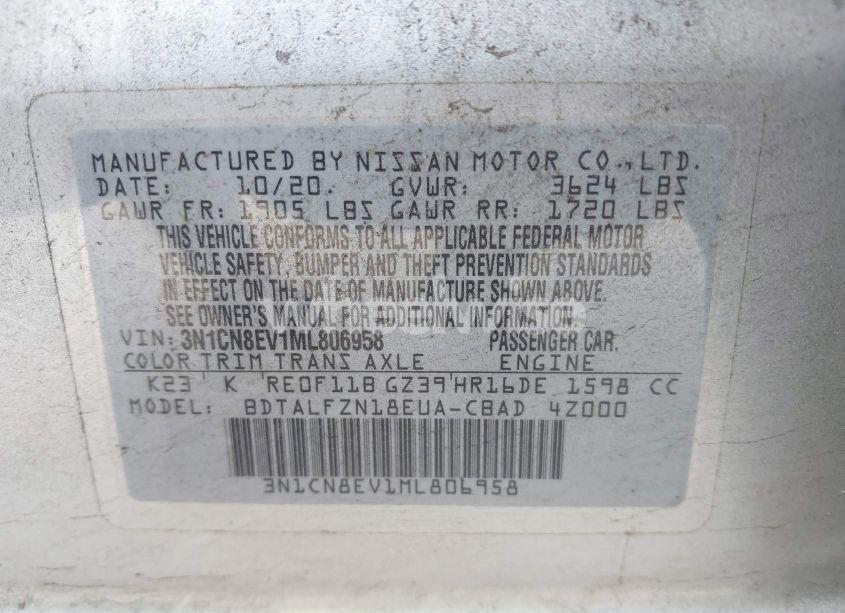 MANUFACTURED BY NISSAN MOTOR CO., LTD.
DATE: 10/20. GVWR: 3624 LBS
GAWR FR: 1905 LBS GAWR RR: 1720 LBS
THIS VEHICLE CONFORMS TO ALL APPLICABLE FEDERAL MOTOR
VEHICLE SAFETY, BUMPER AND THEFT PREVENTION STANDARDS
IN EFFECT ON THE DATE OF MANUFACTURE SHOWN ABOVE.
SEE OWNER'S MANUAL FOR ADDITIONAL INFORMATION.
VIN: 3N1CN8EV1ML806958 PASSENGER CAR.
COLOR TRIM TRANS AXLE ENGINE
K23 K RE0F11B GZ39 HR16DE 1598 CC
MODEL: BDTALFZN18EUA-CBAD 4Z000
3N1CN8EV1ML806958